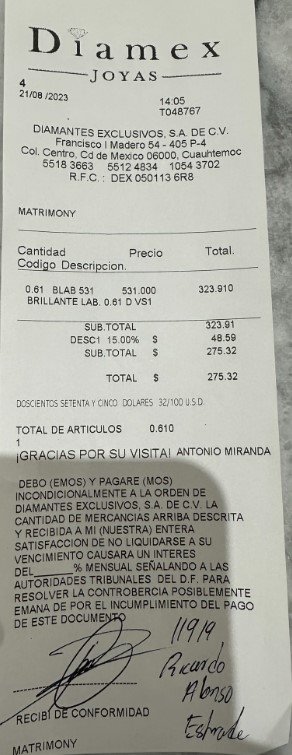 Diamex
JOYAS
4
21/08/2023
14:05
T048767
DIAMANTES EXCLUSIVOS, S.A. DE C.V.
Francisco I Madero 54 - 405 P-4
Col. Centro, Cd de Mexico 06000, Cuauhtemoc
5518 3663 5512 4834 1054 3702
R.F.C. : DEX 050113 6R8
MATRIMONY
Cantidad Precio Total.
Codigo Descripcion.
0.61 BLAB 531 531.000 323.910
BRILLANTE LAB. 0.61 D VS1
SUB.TOTAL 323.91
DESC1 15.00% $ 48.59
SUB.TOTAL $ 275.32
TOTAL $ 275.32
DOSCIENTOS SETENTA Y CINCO DOLARES 32/100 U.S.D.
TOTAL DE ARTICULOS 0.610
1
¡GRACIAS POR SU VISITA! ANTONIO MIRANDA
DEBO (EMOS) Y PAGARE (MOS)
INCONDICIONALMENTE A LA ORDEN DE
DIAMANTES EXCLUSIVOS, S.A. DE C.V. LA
CANTIDAD DE MERCANCIAS ARRIBA DESCRITA
Y RECIBIDA A MI (NUESTRA) ENTERA
SATISFACCION DE NO LIQUIDARSE A SU
VENCIMIENTO CAUSARA UN INTERES
DEL_____% MENSUAL SEÑALANDO A LAS
AUTORIDADES TRIBUNALES DEL D.F. PARA
RESOLVER LA CONTROBERCIA POSIBLEMENTE
EMANA DE POR EL INCUMPLIMIENTO DEL PAGO
DE ESTE DOCUMENTO
11919
Ricardo
Alonso
Estrada
RECIBI DE CONFORMIDAD
MATRIMONY